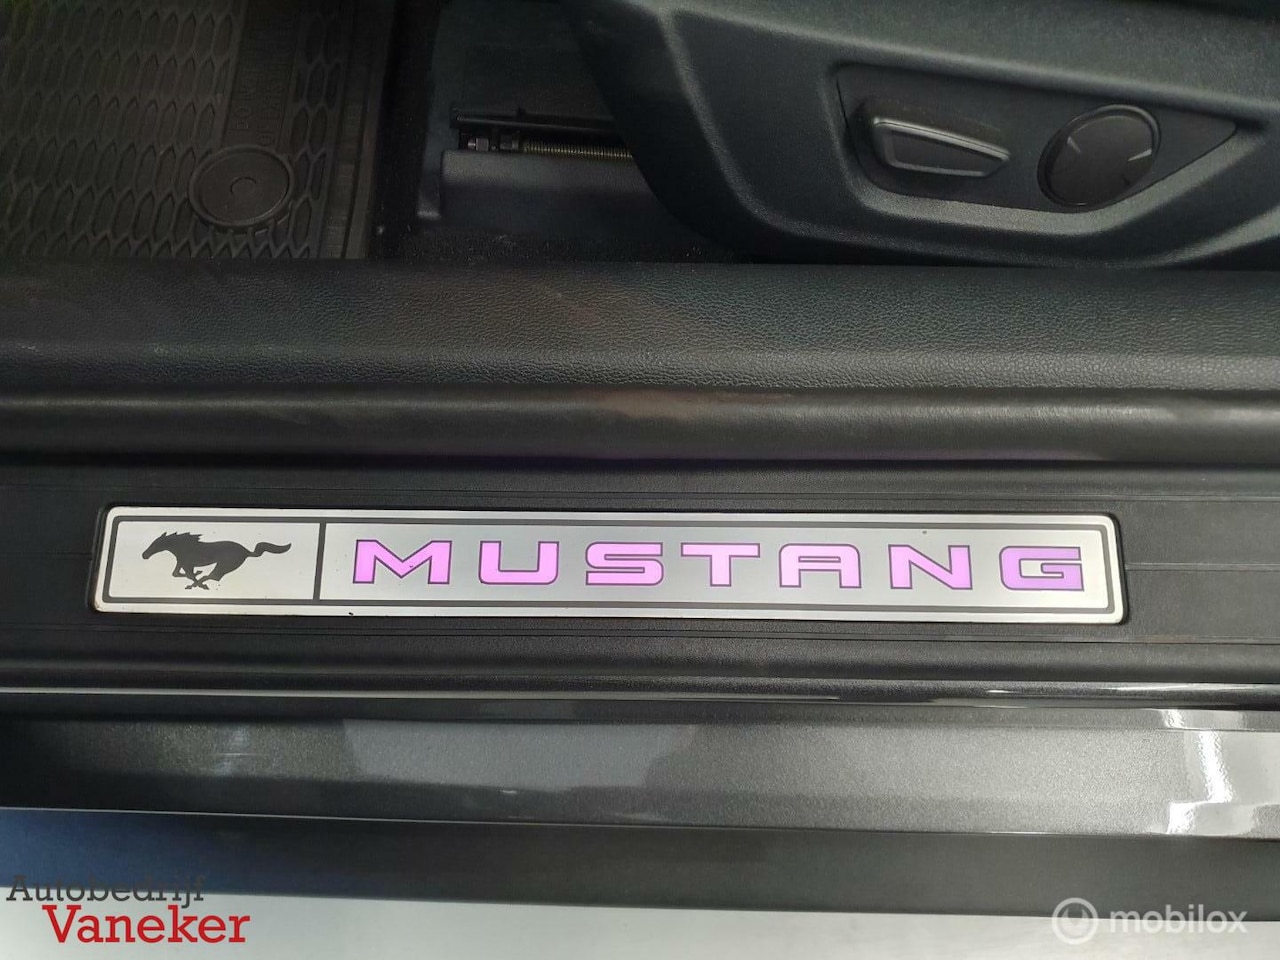 MUSTANG
Autobedrijf
Vaneker
mobilox